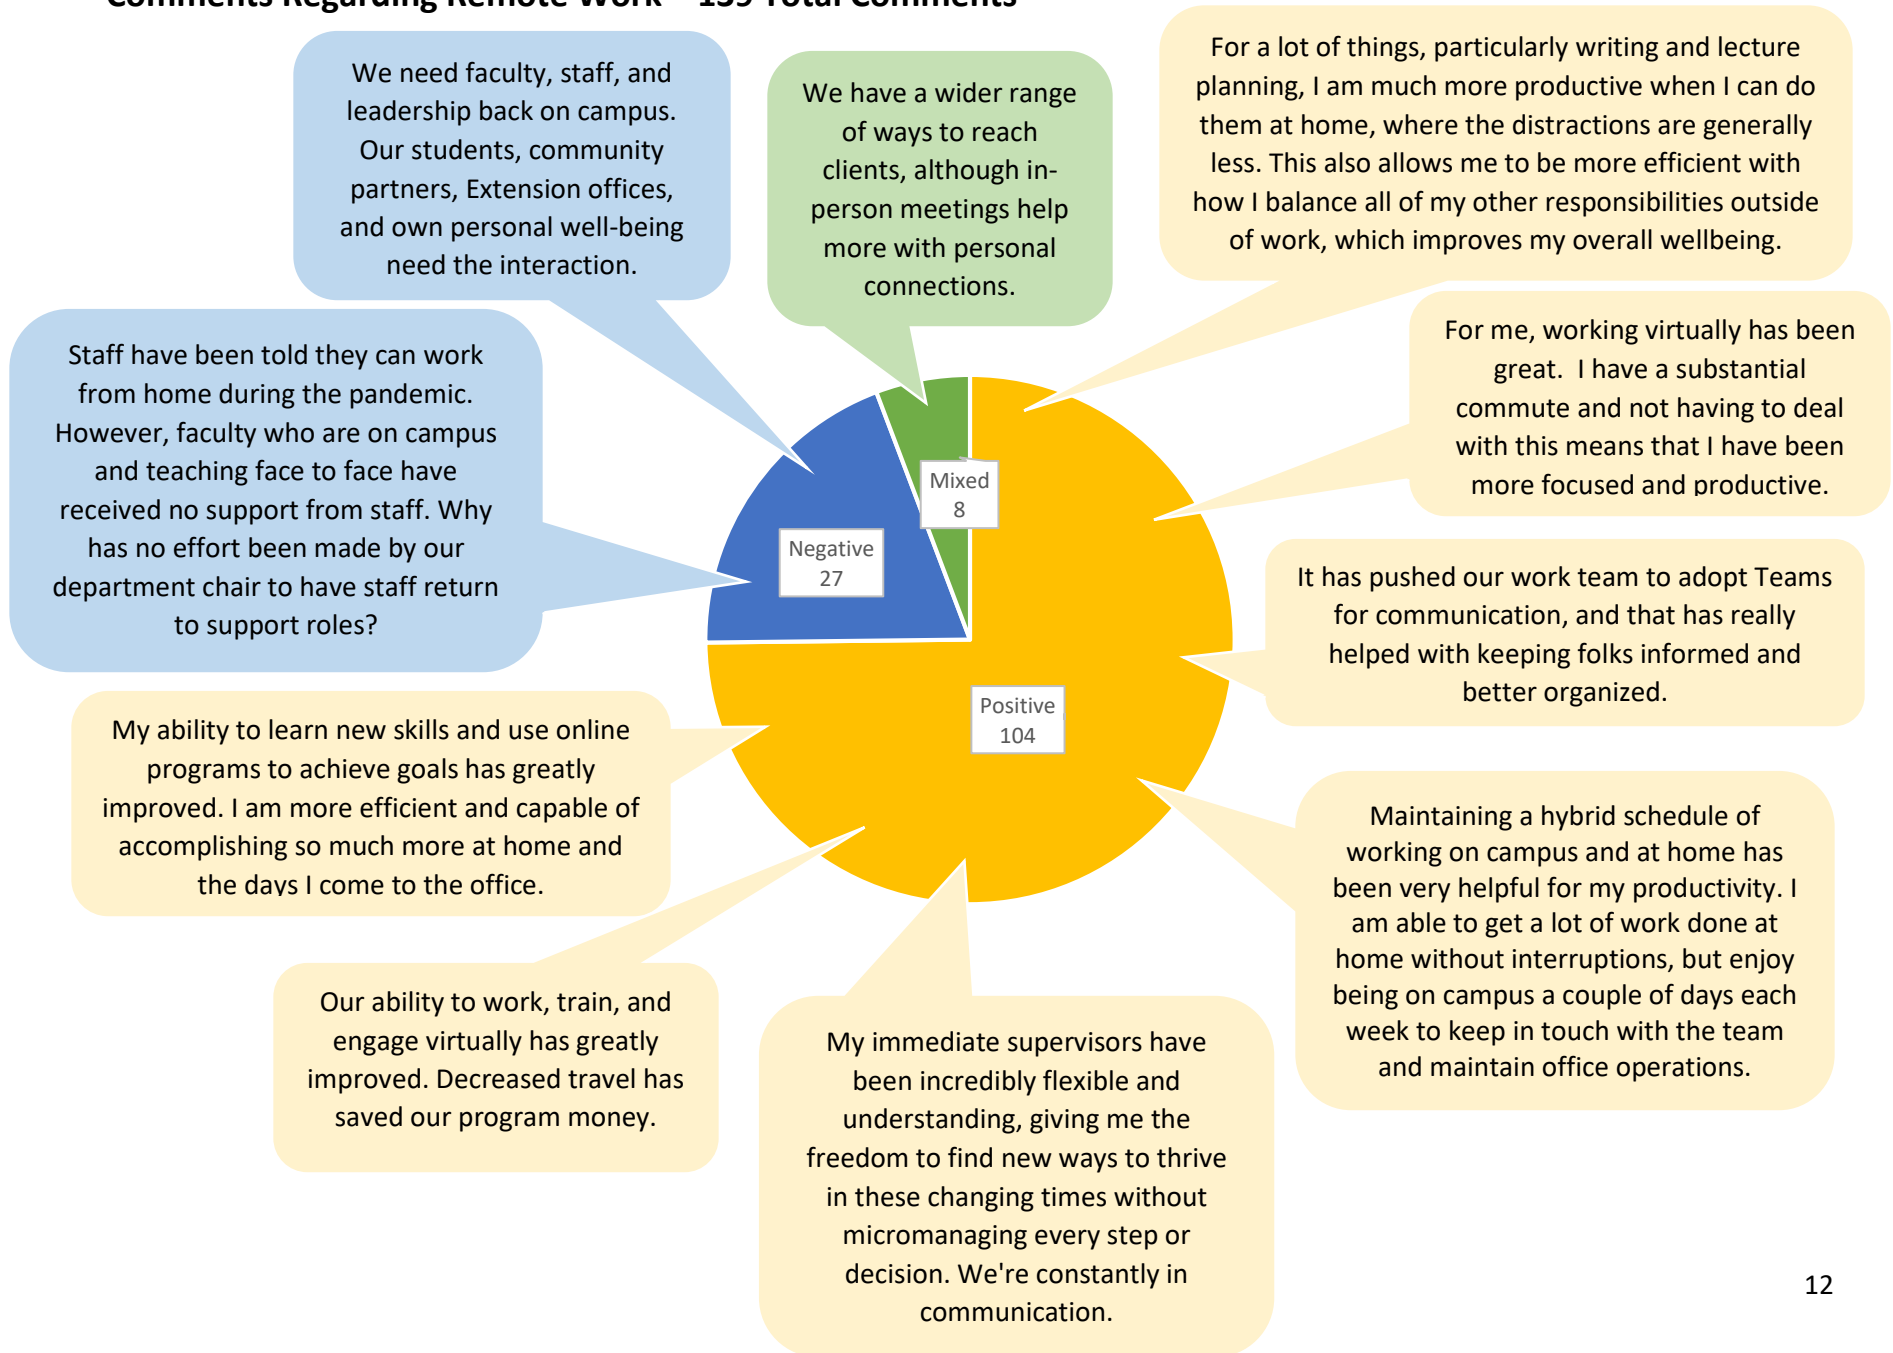 Comments Regarding Remote Work – 139 Total Comments
We need faculty, staff, and
leadership back on campus.
Our students, community
partners, Extension offices,
and own personal well-being
need the interaction.
We have a wider range
of ways to reach
clients, although in-
person meetings help
more with personal
connections.
For a lot of things, particularly writing and lecture
planning, I am much more productive when I can do
them at home, where the distractions are generally
less. This also allows me to be more efficient with
how I balance all of my other responsibilities outside
of work, which improves my overall wellbeing.
Staff have been told they can work
from home during the pandemic.
However, faculty who are on campus
and teaching face to face have
received no support from staff. Why
has no effort been made by our
department chair to have staff return
to support roles?
For me, working virtually has been
great.  I have a substantial
commute and not having to deal
with this means that I have been
more focused and productive.
Mixed
8
Negative
27
It has pushed our work team to adopt Teams
for communication, and that has really
helped with keeping folks informed and
better organized.
Positive
104
My ability to learn new skills and use online
programs to achieve goals has greatly
improved. I am more efficient and capable of
accomplishing so much more at home and
the days I come to the office.
Maintaining a hybrid schedule of
working on campus and at home has
been very helpful for my productivity. I
am able to get a lot of work done at
home without interruptions, but enjoy
being on campus a couple of days each
week to keep in touch with the team
and maintain office operations.
Our ability to work, train, and
engage virtually has greatly
improved. Decreased travel has
saved our program money.
My immediate supervisors have
been incredibly flexible and
understanding, giving me the
freedom to find new ways to thrive
in these changing times without
micromanaging every step or
decision. We're constantly in
communication.
12